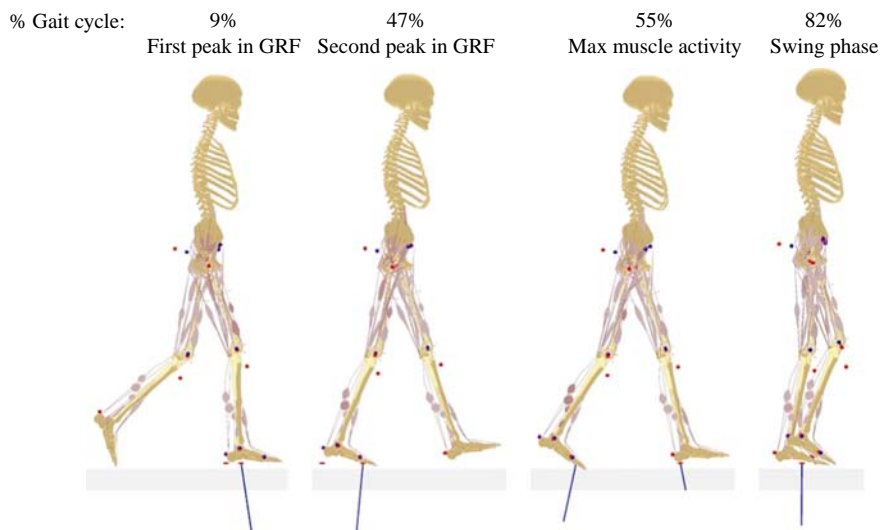 % Gait cycle: 9% 47% 55% 82%
First peak in GRF Second peak in GRF Max muscle activity Swing phase